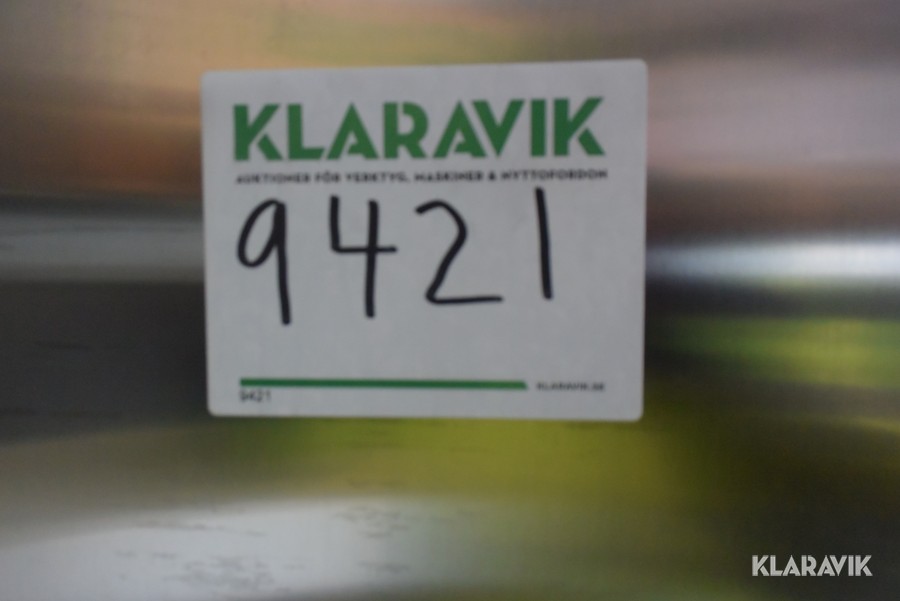 KLARAVIK
AUKTIONER FÖR VERKTYG, MASKINER & NYTTOFORDON
9421
KLARAVIK.SE
9421
KLARAVIK